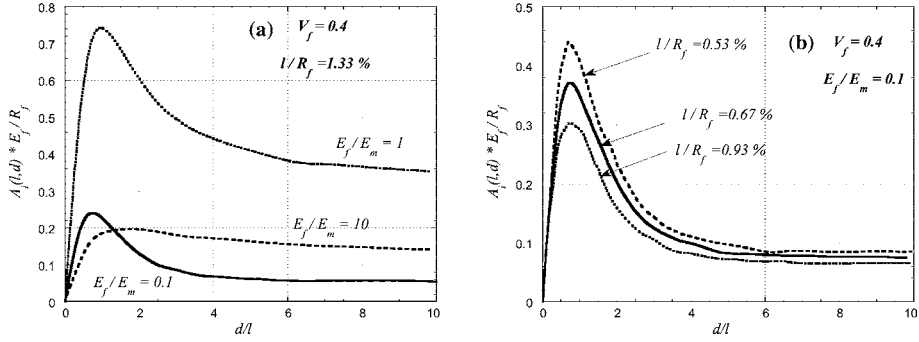 (a)
V_f = 0.4
l / R_f = 1.33 %
E_f / E_m = 1
E_f / E_m = 10
E_f / E_m = 0.1
A_i(l,d) * E_f / R_f
0.8
0.7
0.6
0.5
0.4
0.3
0.2
0.1
0
0 2 4 6 8 10
d/l
(b)
V_f = 0.4
E_f / E_m = 0.1
l / R_f = 0.53 %
l / R_f = 0.67 %
l / R_f = 0.93 %
A_i(l,d) * E_f / R_f
0.5
0.4
0.3
0.2
0.1
0
0 2 4 6 8 10
d/l